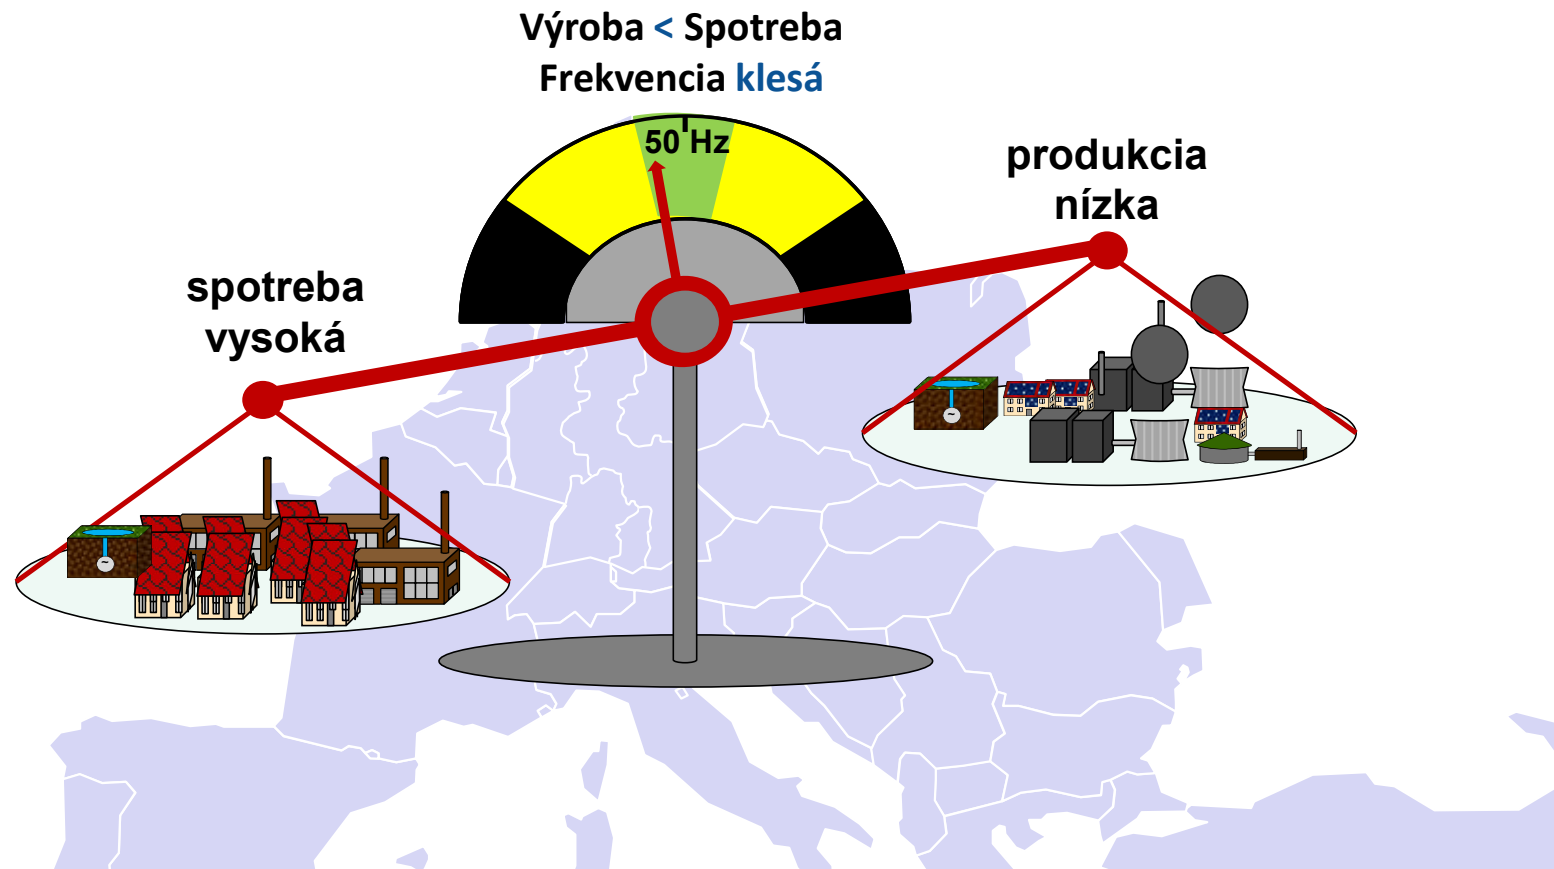 Výroba < Spotreba
Frekvencia klesá
50 Hz
produkcia
nízka
spotreba
vysoká
~
~